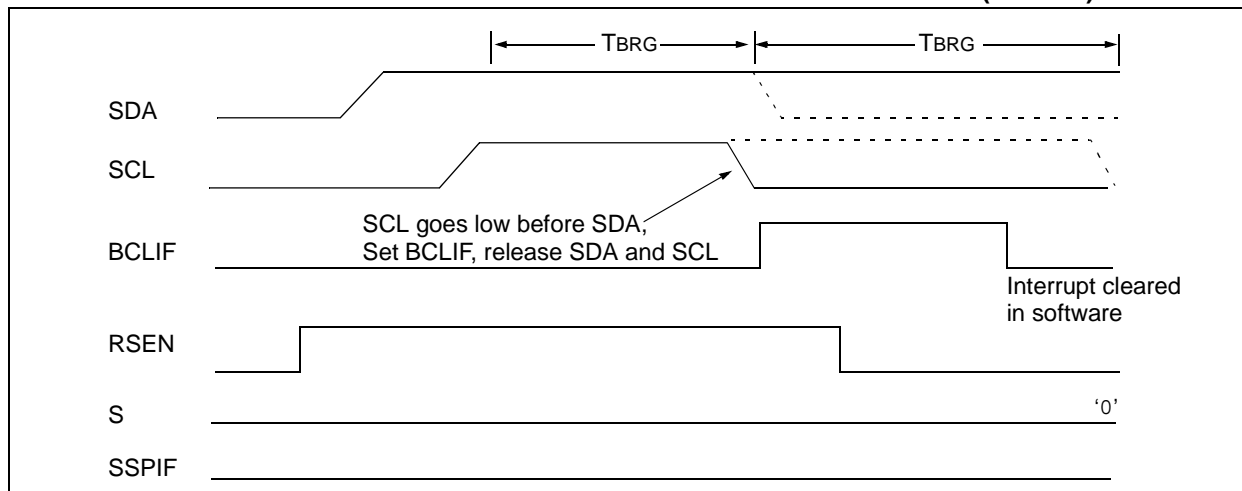 TBRG
TBRG
SDA
SCL
SCL goes low before SDA,
Set BCLIF, release SDA and SCL
BCLIF
Interrupt cleared
in software
RSEN
S
‘0’
SSPIF